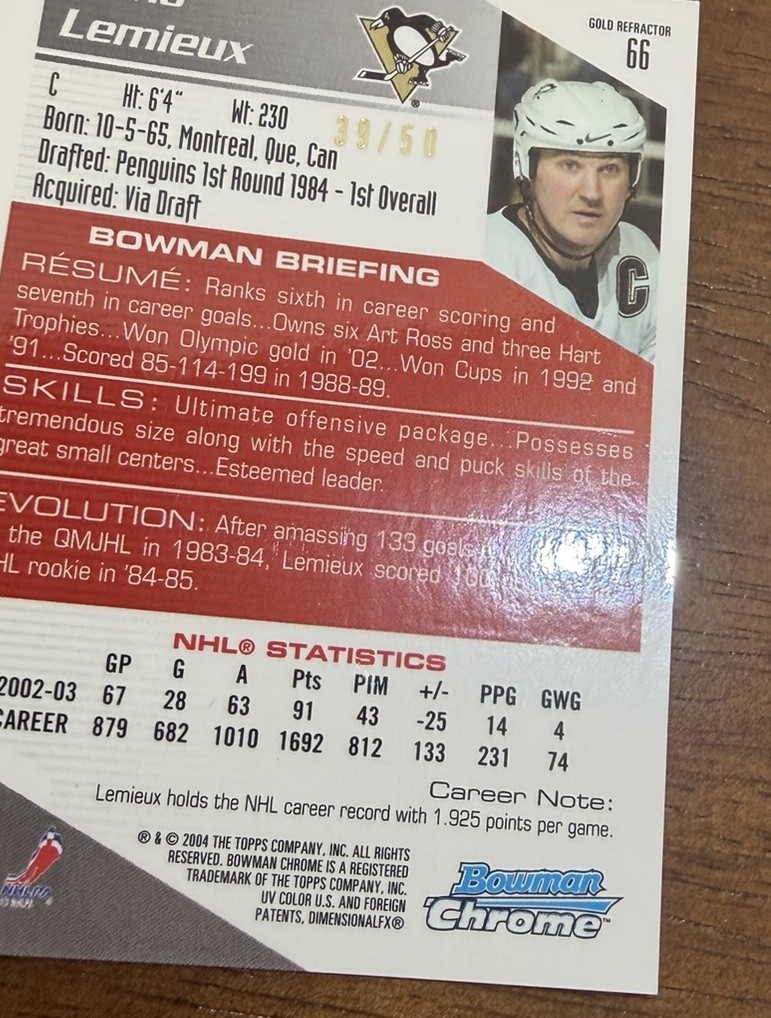 Lemieux
GOLD REFRACTOR
66
C Ht: 6'4" Wt: 230
39/50
Born: 10-5-65, Montreal, Que, Can
Drafted: Penguins 1st Round 1984 - 1st Overall
Acquired: Via Draft
C
BOWMAN BRIEFING
RÉSUMÉ: Ranks sixth in career scoring and
seventh in career goals...Owns six Art Ross and three Hart
Trophies...Won Olympic gold in '02...Won Cups in 1992 and
'91...Scored 85-114-199 in 1988-89.
SKILLS: Ultimate offensive package...Possesses
tremendous size along with the speed and puck skills of the
great small centers...Esteemed leader.
EVOLUTION: After amassing 133 goals
the QMJHL in 1983-84, Lemieux scored 100
HL rookie in '84-85.
NHL® STATISTICS
GP G A Pts PIM +/- PPG GWG
2002-03 67 28 63 91 43 -25 14 4
CAREER 879 682 1010 1692 812 133 231 74
Career Note:
Lemieux holds the NHL career record with 1.925 points per game.
® & © 2004 THE TOPPS COMPANY, INC. ALL RIGHTS
RESERVED. BOWMAN CHROME IS A REGISTERED
TRADEMARK OF THE TOPPS COMPANY, INC.
UV COLOR U.S. AND FOREIGN
PATENTS, DIMENSIONALFX®
NHLPA
© NHLPA
Bowman
Chrome™